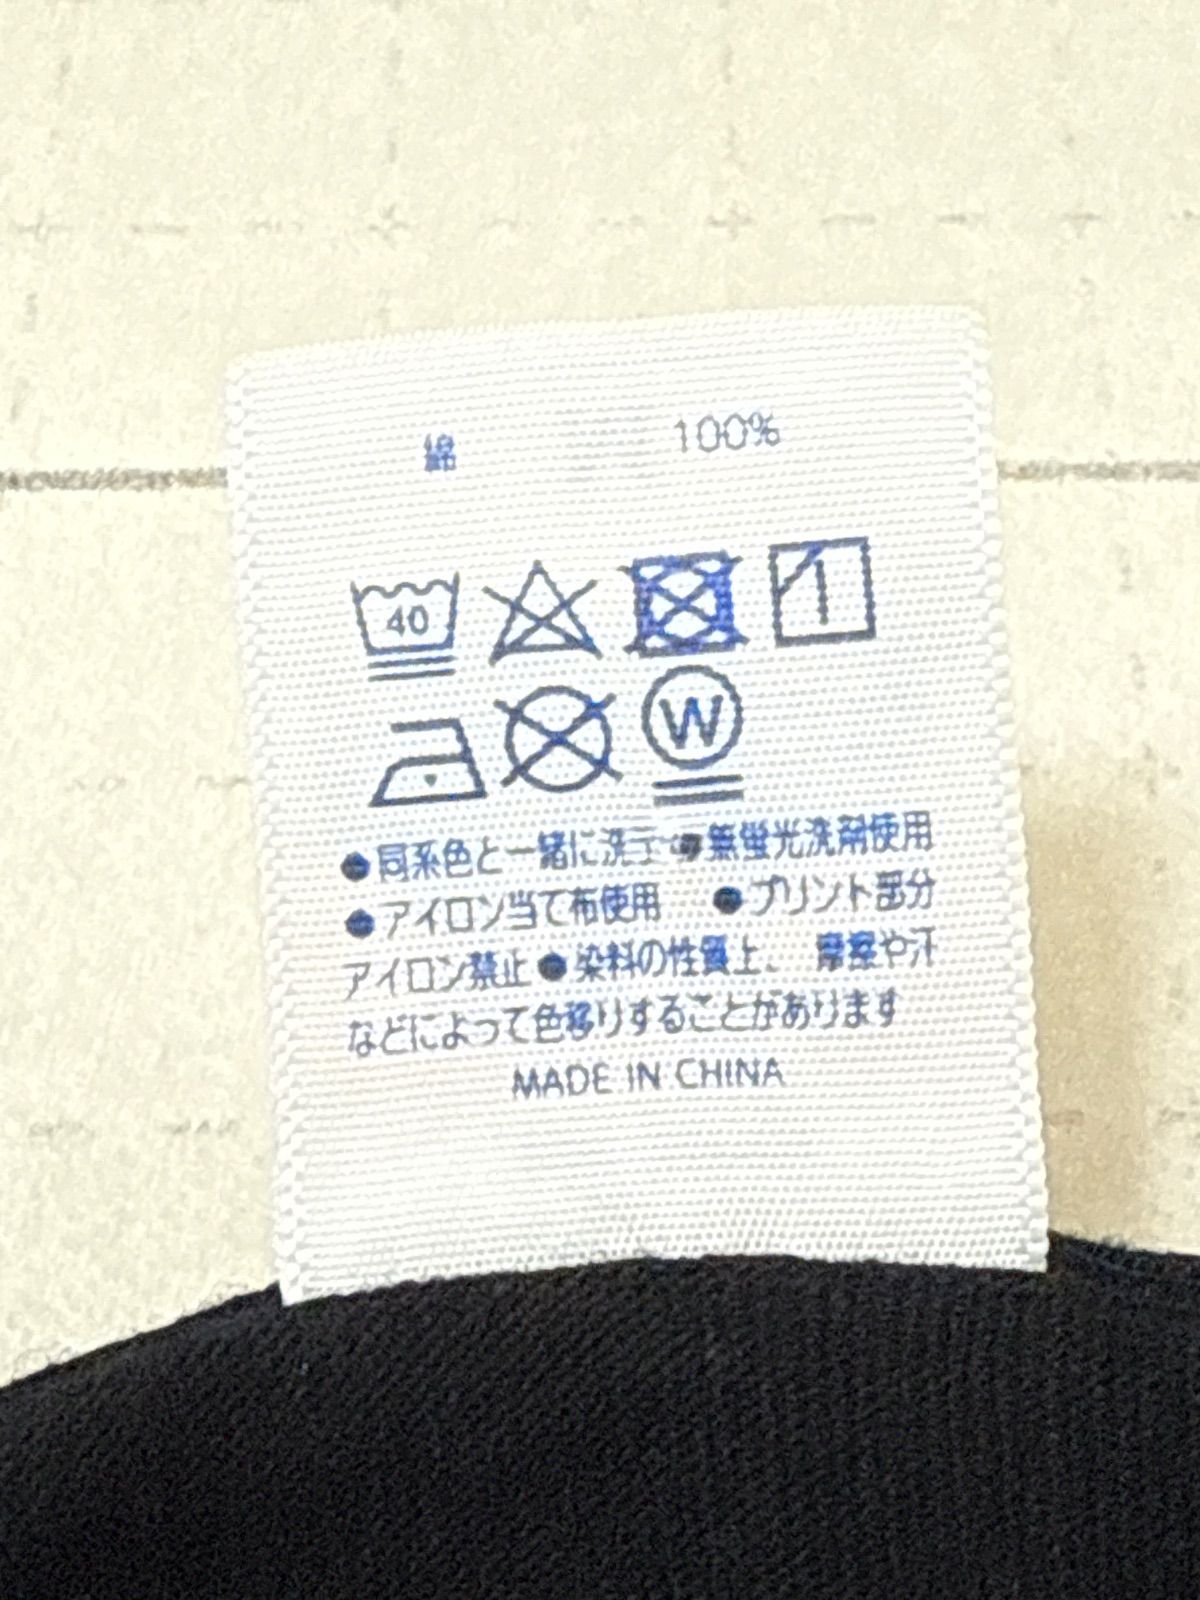 綿 100%
40
W
●同系色と一緒に洗う ●無蛍光洗剤使用
●アイロン当て布使用 ●プリント部分
アイロン禁止 ●染料の性質上、摩擦や汗
などによって色移りすることがあります
MADE IN CHINA